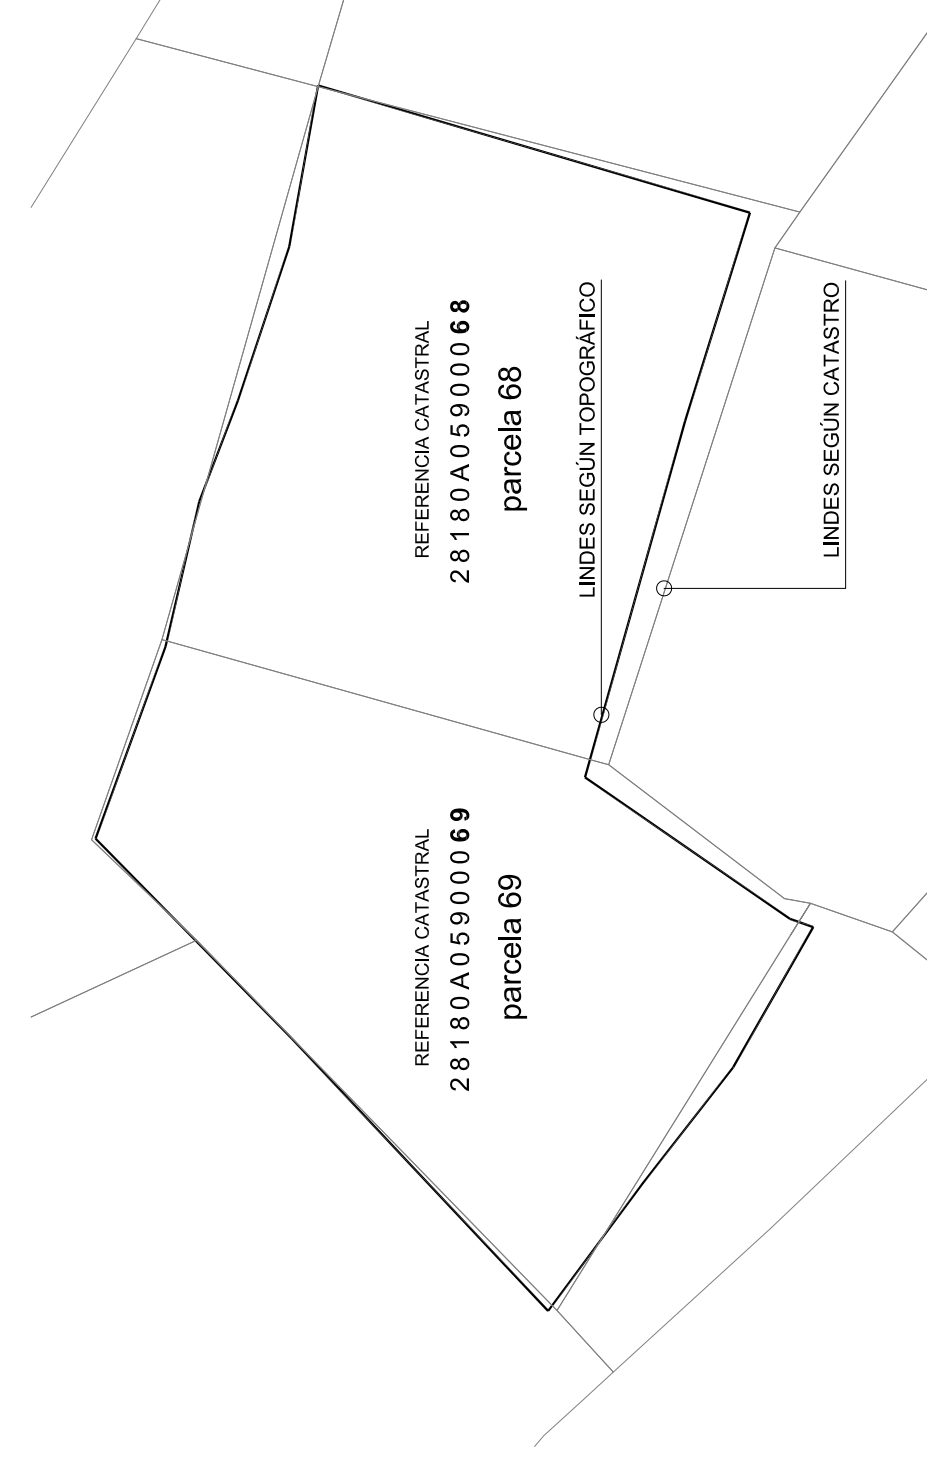 REFERENCIA CATASTRAL
28180A05900069
parcela 69
REFERENCIA CATASTRAL
28180A05900068
parcela 68
LINDES SEGÚN TOPOGRÁFICO
LINDES SEGÚN CATASTRO